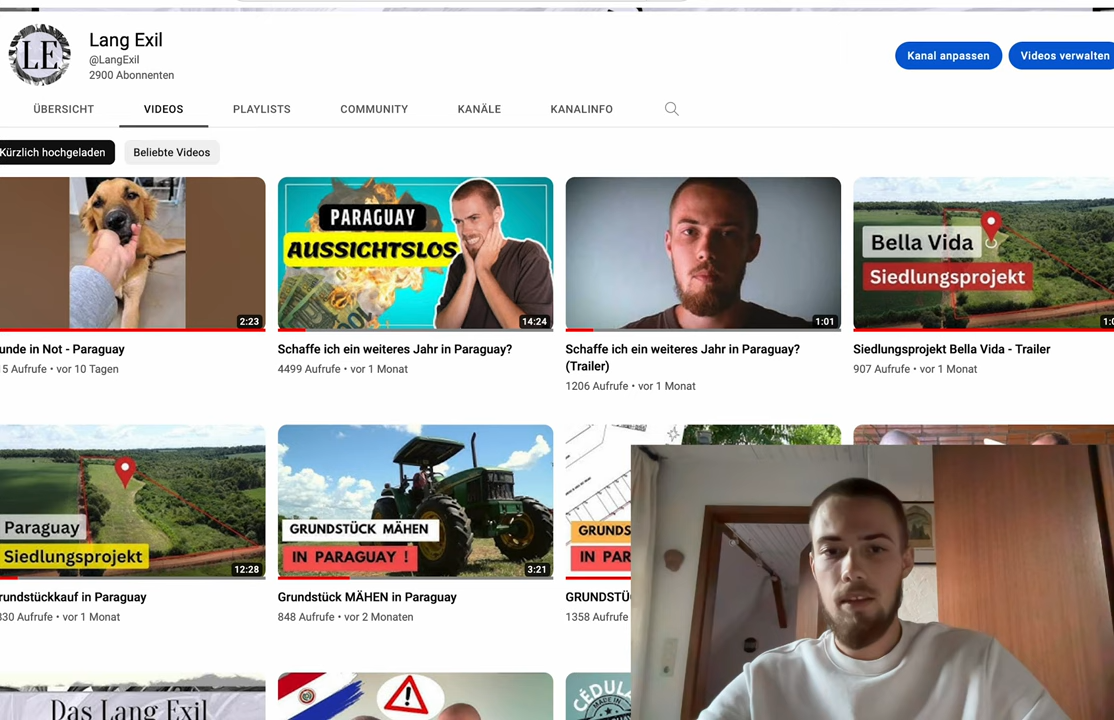 LE
Lang Exil
@LangExil
2900 Abonnenten
Kanal anpassen
Videos verwalten
ÜBERSICHT
VIDEOS
PLAYLISTS
COMMUNITY
KANÄLE
KANALINFO
Kürzlich hochgeladen
Beliebte Videos
2:23
PARAGUAY
AUSSICHTSLOS
14:24
1:01
Bella Vida
Siedlungsprojekt
unde in Not - Paraguay
5 Aufrufe • vor 10 Tagen
Schaffe ich ein weiteres Jahr in Paraguay?
4499 Aufrufe • vor 1 Monat
Schaffe ich ein weiteres Jahr in Paraguay?
(Trailer)
1206 Aufrufe • vor 1 Monat
Siedlungsprojekt Bella Vida - Trailer
907 Aufrufe • vor 1 Monat
Paraguay
Siedlungsprojekt
12:28
GRUNDSTÜCK MÄHEN
IN PARAGUAY !
3:21
GRUNDS
IN PAR
rundstückkauf in Paraguay
330 Aufrufe • vor 1 Monat
Grundstück MÄHEN in Paraguay
848 Aufrufe • vor 2 Monaten
GRUNDSTÜ
1358 Aufrufe
Das Lang Exil
CÉDULA
MADE IN